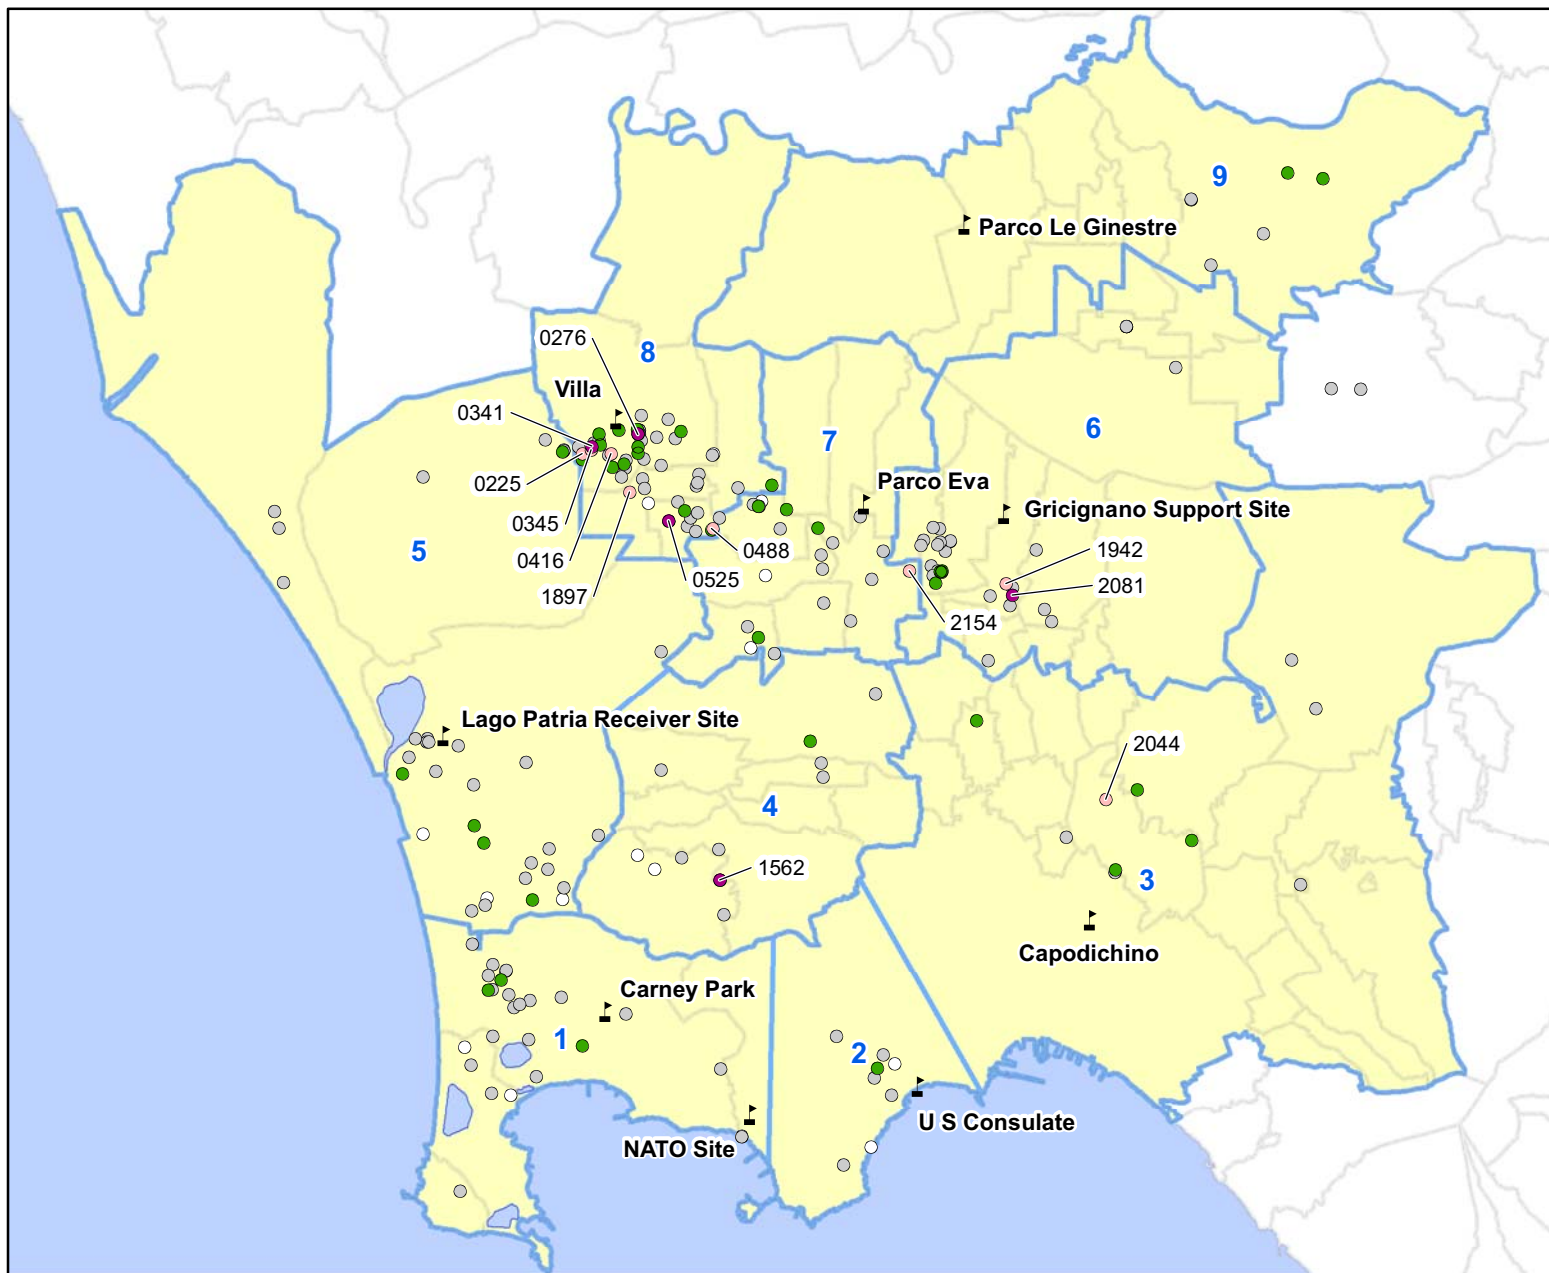 9
Parco Le Ginestre
0276
8
Villa
0341
7
6
Parco Eva
0225
Gricignano Support Site
0345
5
0488
1942
0416
0525
2081
1897
2154
Lago Patria Receiver Site
2044
4
1562
3
Capodichino
Carney Park
1
2
U S Consulate
NATO Site